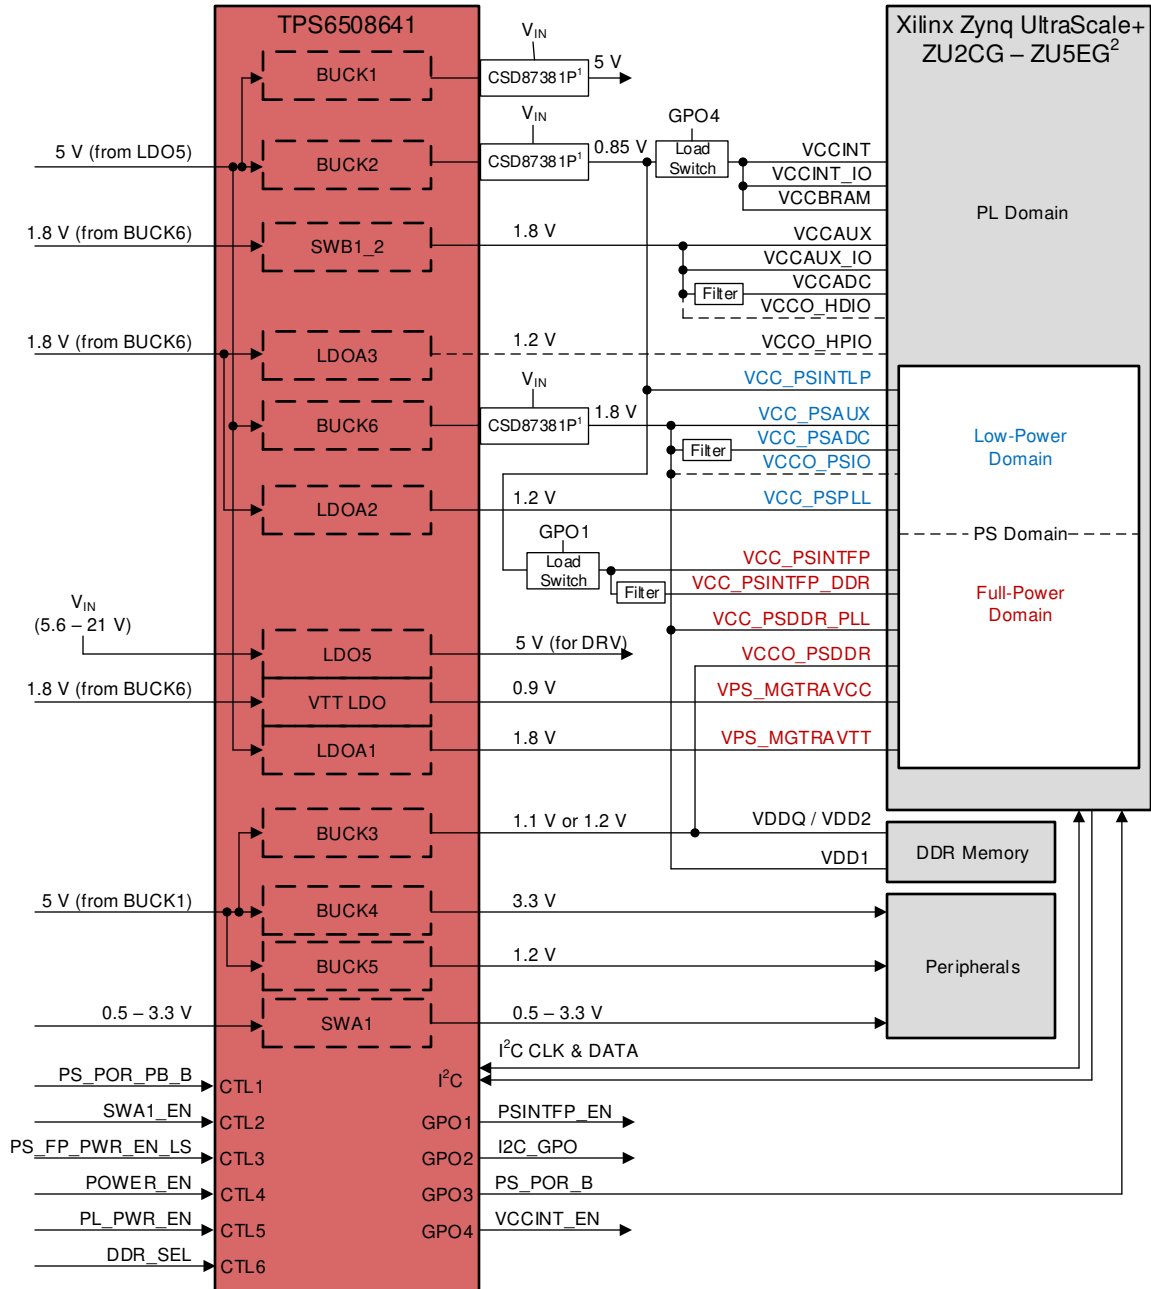 TPS6508641
Xilinx Zynq UltraScale+
ZU2CG – ZU5EG²
V_IN
BUCK1
CSD87381P¹
5 V
V_IN
GPO4
5 V (from LDO5)
BUCK2
CSD87381P¹
0.85 V
Load
Switch
VCCINT
VCCINT_IO
VCCBRAM
PL Domain
1.8 V (from BUCK6)
SWB1_2
1.8 V
VCCAUX
VCCAUX_IO
Filter
VCCADC
VCCO_HDIO
1.8 V (from BUCK6)
LDOA3
1.2 V
VCCO_HPIO
V_IN
VCC_PSINTLP
BUCK6
CSD87381P¹
1.8 V
VCC_PSAUX
Filter
VCC_PSADC
VCCO_PSIO
Low-Power
Domain
LDOA2
1.2 V
VCC_PSPLL
GPO1
Load
Switch
PS Domain
VCC_PSINTFP
Filter
VCC_PSINTFP_DDR
Full-Power
Domain
V_IN
(5.6 – 21 V)
VCC_PSDDR_PLL
LDO5
5 V (for DRV)
VCCO_PSDDR
1.8 V (from BUCK6)
VTT LDO
0.9 V
VPS_MGTRAVCC
LDOA1
1.8 V
VPS_MGTRAVTT
BUCK3
1.1 V or 1.2 V
VDDQ / VDD2
VDD1
DDR Memory
5 V (from BUCK1)
BUCK4
3.3 V
BUCK5
1.2 V
Peripherals
0.5 – 3.3 V
SWA1
0.5 – 3.3 V
I²C CLK & DATA
I²C
PS_POR_PB_B
CTL1
SWA1_EN
CTL2
GPO1
PSINTFP_EN
PS_FP_PWR_EN_LS
CTL3
GPO2
I2C_GPO
POWER_EN
CTL4
GPO3
PS_POR_B
PL_PWR_EN
CTL5
GPO4
VCCINT_EN
DDR_SEL
CTL6